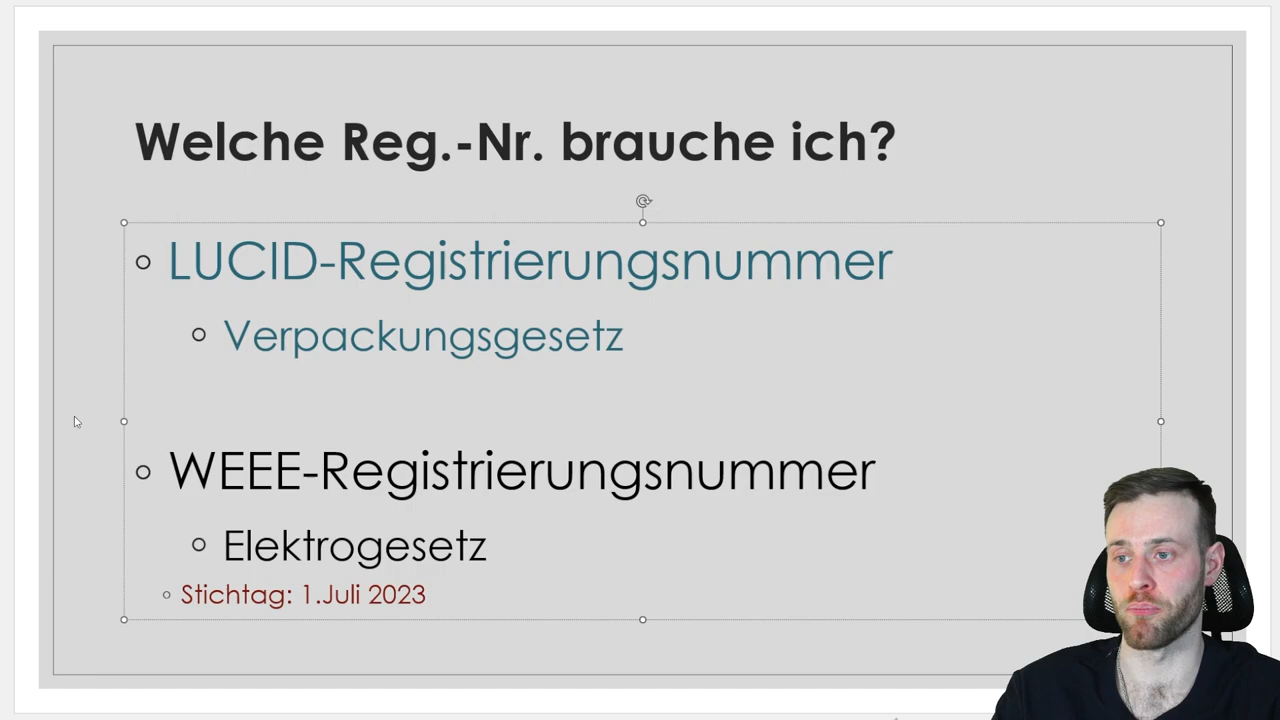 Welche Reg.-Nr. brauche ich?
LUCID-Registrierungsnummer
Verpackungsgesetz
WEEE-Registrierungsnummer
Elektrogesetz
Stichtag: 1.Juli 2023